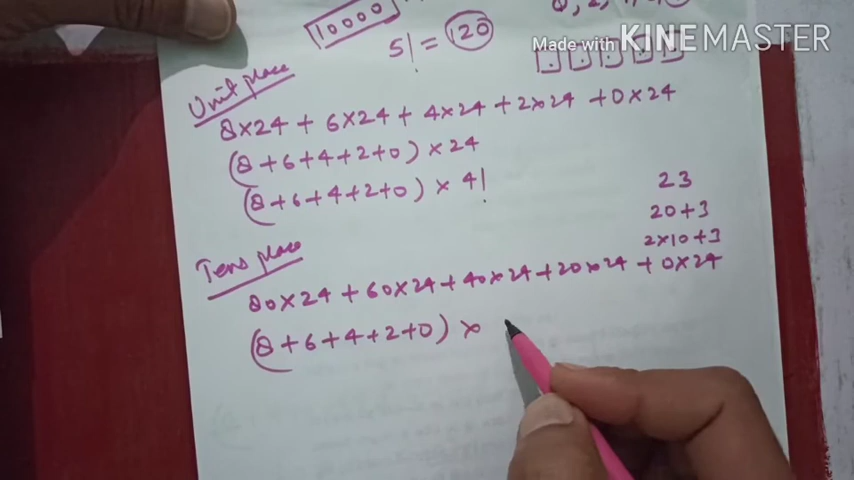 10000
5! = 120
Made with KINEMASTER
Unit place
8×24 + 6×24 + 4×24 + 2×24 + 0×24
(8+6+4+2+0) × 24
(8+6+4+2+0) × 4!
23
20+3
2×10+3
Tens place
80×24 + 60×24 + 40×24 + 20×24 + 0×24
(8+6+4+2+0) ×